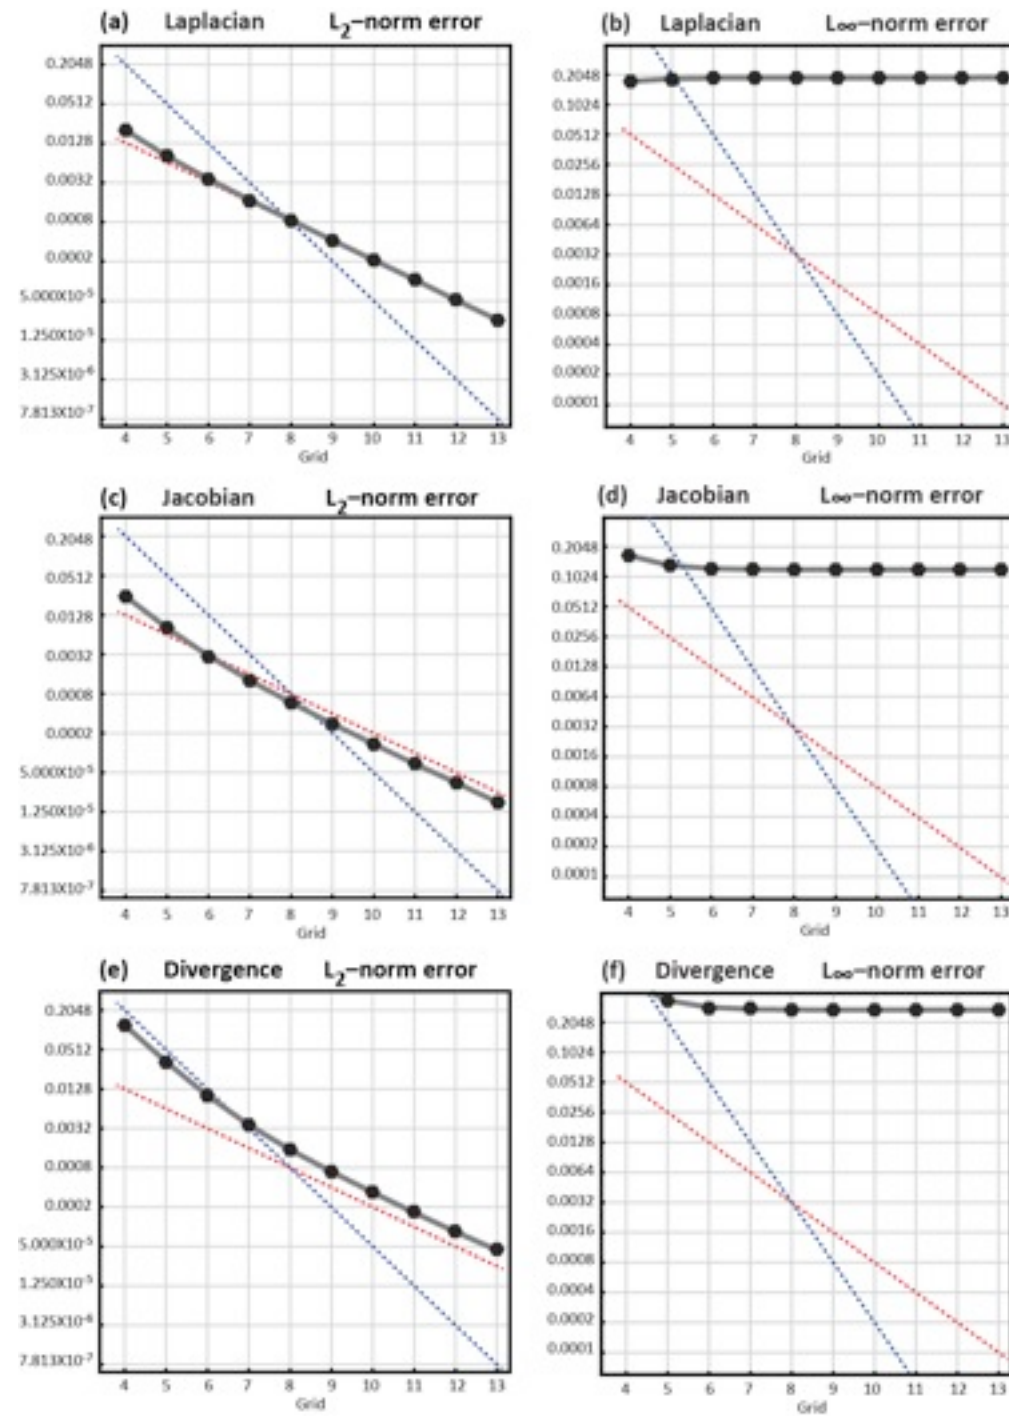 (a) Laplacian L2−norm error
0.2048
0.0512
0.0128
0.0032
0.0008
0.0002
5.000X10-5
1.250X10-5
3.125X10-6
7.813X10-7
4 5 6 7 8 9 10 11 12 13
Grid
(b) Laplacian L∞−norm error
0.2048
0.1024
0.0512
0.0256
0.0128
0.0064
0.0032
0.0016
0.0008
0.0004
0.0002
0.0001
4 5 6 7 8 9 10 11 12 13
Grid
(c) Jacobian L2−norm error
0.2048
0.0512
0.0128
0.0032
0.0008
0.0002
5.000X10-5
1.250X10-5
3.125X10-6
7.813X10-7
4 5 6 7 8 9 10 11 12 13
Grid
(d) Jacobian L∞−norm error
0.2048
0.1024
0.0512
0.0256
0.0128
0.0064
0.0032
0.0016
0.0008
0.0004
0.0002
0.0001
4 5 6 7 8 9 10 11 12 13
Grid
(e) Divergence L2−norm error
0.2048
0.0512
0.0128
0.0032
0.0008
0.0002
5.000X10-5
1.250X10-5
3.125X10-6
7.813X10-7
4 5 6 7 8 9 10 11 12 13
Grid
(f) Divergence L∞−norm error
0.2048
0.1024
0.0512
0.0256
0.0128
0.0064
0.0032
0.0016
0.0008
0.0004
0.0002
0.0001
4 5 6 7 8 9 10 11 12 13
Grid